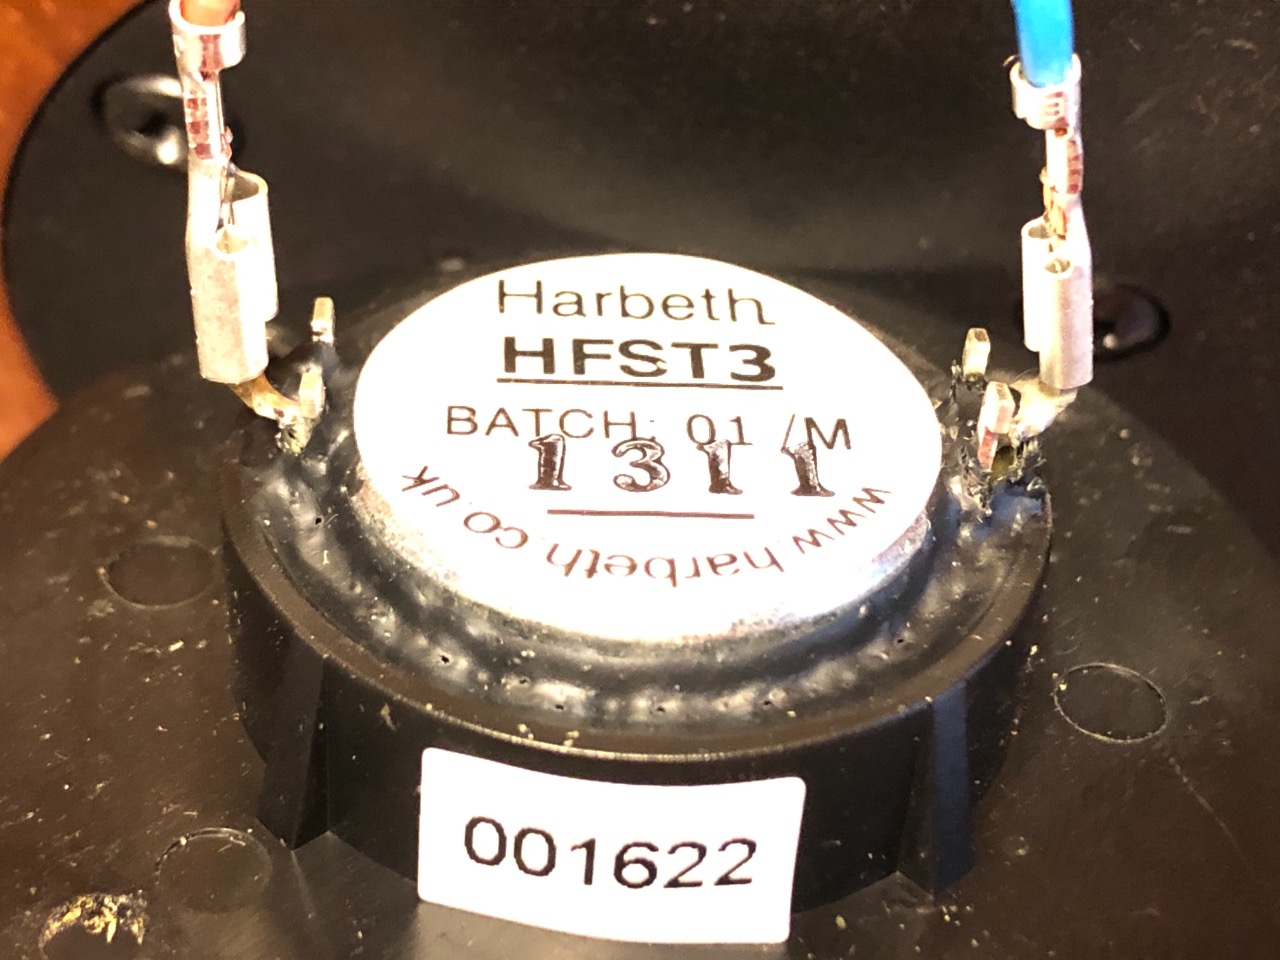 Harbeth
HFST3
BATCH: 01 /M
1311
www.harbeth.co.uk
001622